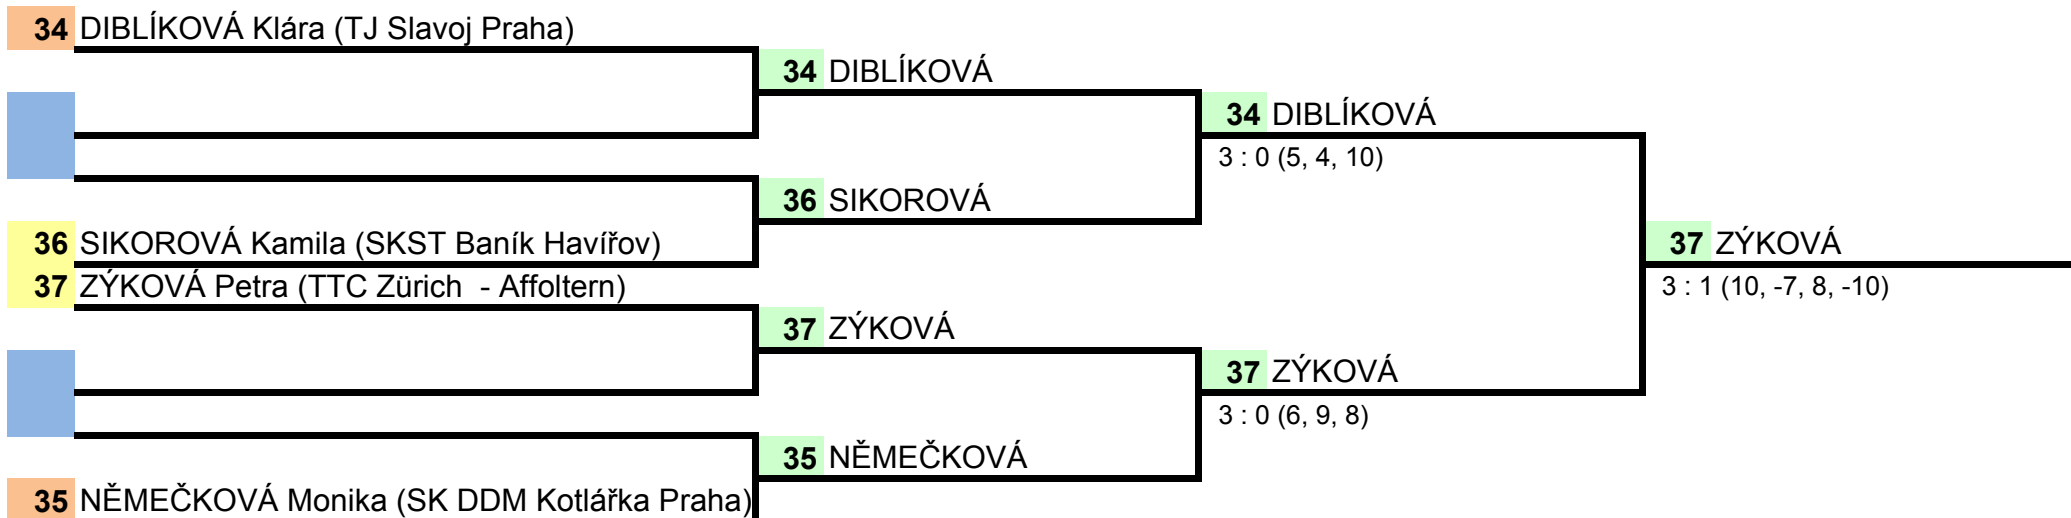 34 DIBLÍKOVÁ Klára (TJ Slavoj Praha)
34 DIBLÍKOVÁ
34 DIBLÍKOVÁ
3 : 0 (5, 4, 10)
36 SIKOROVÁ
36 SIKOROVÁ Kamila (SKST Baník Havířov)
37 ZÝKOVÁ
37 ZÝKOVÁ Petra (TTC Zürich  - Affoltern)
3 : 1 (10, -7, 8, -10)
37 ZÝKOVÁ
37 ZÝKOVÁ
3 : 0 (6, 9, 8)
35 NĚMEČKOVÁ
35 NĚMEČKOVÁ Monika (SK DDM Kotlářka Praha)